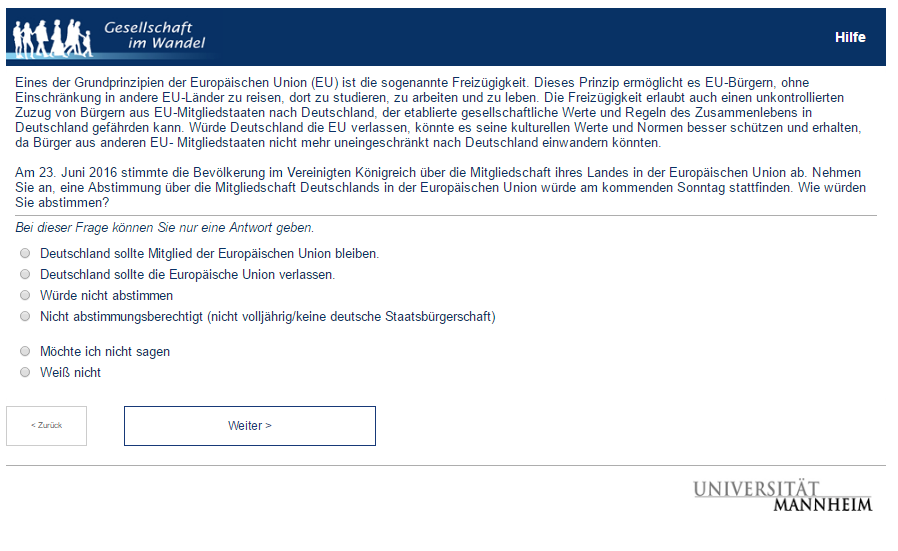 Gesellschaft
im Wandel
Hilfe
Eines der Grundprinzipien der Europäischen Union (EU) ist die sogenannte Freizügigkeit. Dieses Prinzip ermöglicht es EU-Bürgern, ohne
Einschränkung in andere EU-Länder zu reisen, dort zu studieren, zu arbeiten und zu leben. Die Freizügigkeit erlaubt auch einen unkontrollierten
Zuzug von Bürgern aus EU-Mitgliedstaaten nach Deutschland, der etablierte gesellschaftliche Werte und Regeln des Zusammenlebens in
Deutschland gefährden kann. Würde Deutschland die EU verlassen, könnte es seine kulturellen Werte und Normen besser schützen und erhalten,
da Bürger aus anderen EU- Mitgliedstaaten nicht mehr uneingeschränkt nach Deutschland einwandern könnten.
Am 23. Juni 2016 stimmte die Bevölkerung im Vereinigten Königreich über die Mitgliedschaft ihres Landes in der Europäischen Union ab. Nehmen
Sie an, eine Abstimmung über die Mitgliedschaft Deutschlands in der Europäischen Union würde am kommenden Sonntag stattfinden. Wie würden
Sie abstimmen?
Bei dieser Frage können Sie nur eine Antwort geben.
Deutschland sollte Mitglied der Europäischen Union bleiben.
Deutschland sollte die Europäische Union verlassen.
Würde nicht abstimmen
Nicht abstimmungsberechtigt (nicht volljährig/keine deutsche Staatsbürgerschaft)
Möchte ich nicht sagen
Weiß nicht
< Zurück
Weiter >
UNIVERSITÄT
MANNHEIM